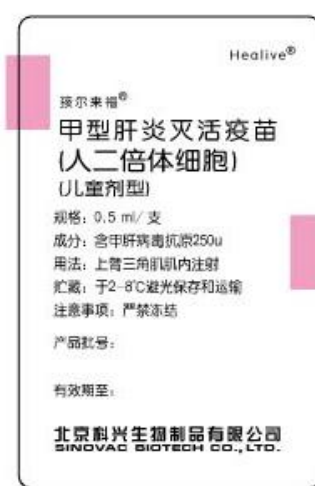 Healive®
孩尔来福®
甲型肝炎灭活疫苗
(人二倍体细胞)
(儿童剂型)
规格：0.5 ml/ 支
成分：含甲肝病毒抗原250u
用法：上臂三角肌肌内注射
贮藏：于2-8℃避光保存和运输
注意事项：严禁冻结
产品批号：
有效期至：
北京科兴生物制品有限公司
SINOVAC BIOTECH CO., LTD.